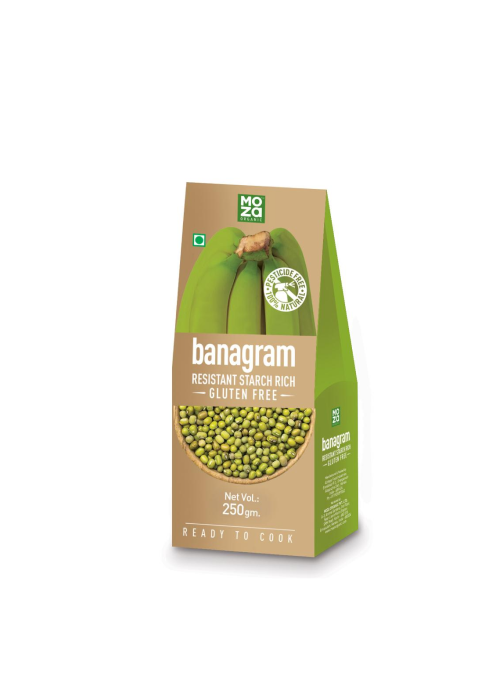 MO
ZA
ORGANIC
PESTICIDE FREE
100% NATURAL
banagram
RESISTANT STARCH RICH
GLUTEN FREE
Net Vol.:
250gm.
READY TO COOK
MO
ZA
banagram
RESISTANT STARCH RICH
GLUTEN FREE